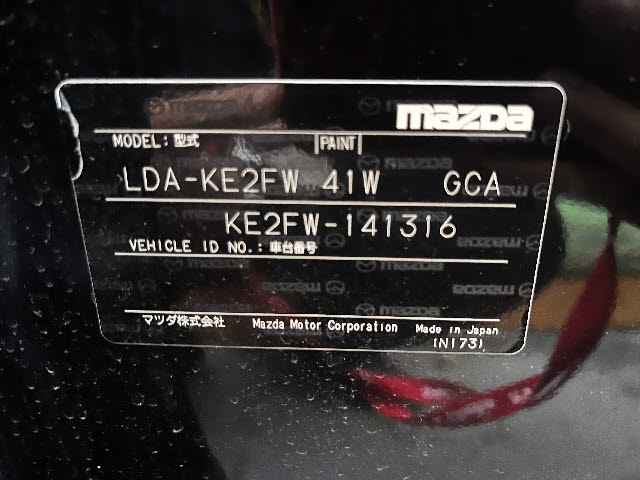 mazda
MODEL: 型式 PAINT
LDA-KE2FW 41W GCA
KE2FW-141316
VEHICLE ID NO.: 車台番号
マツダ株式会社 Mazda Motor Corporation Made in Japan
(N173)